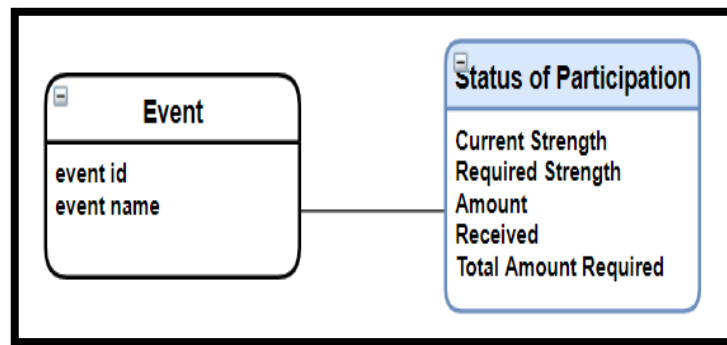 Event
event id
event name
Status of Participation
Current Strength
Required Strength
Amount
Received
Total Amount Required